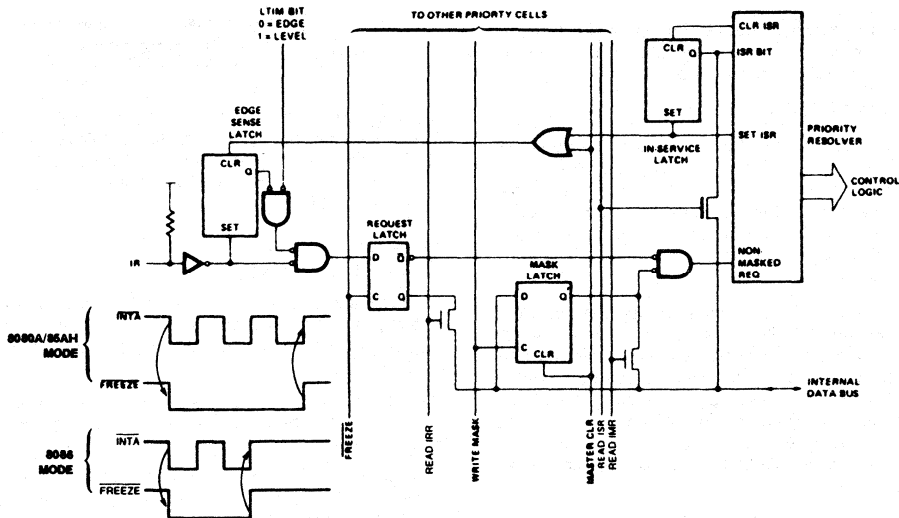 LTIM BIT
0 = EDGE
1 = LEVEL
TO OTHER PRIORTY CELLS
CLR ISR
CLR
Q
ISR BIT
SET
SET ISR
IN-SERVICE
LATCH
PRIORITY
RESOLVER
CONTROL
LOGIC
EDGE
SENSE
LATCH
CLR
Q
SET
REQUEST
LATCH
D
Q
C
Q
IR
MASK
LATCH
D
Q
C
CLR
NON-
MASKED
REQ
INTERNAL
DATA BUS
8080A/85AH
MODE
INTA
FREEZE
8086
MODE
INTA
FREEZE
FREEZE
READ IRR
WRITE MASK
MASTER CLR
READ ISR
READ IMR